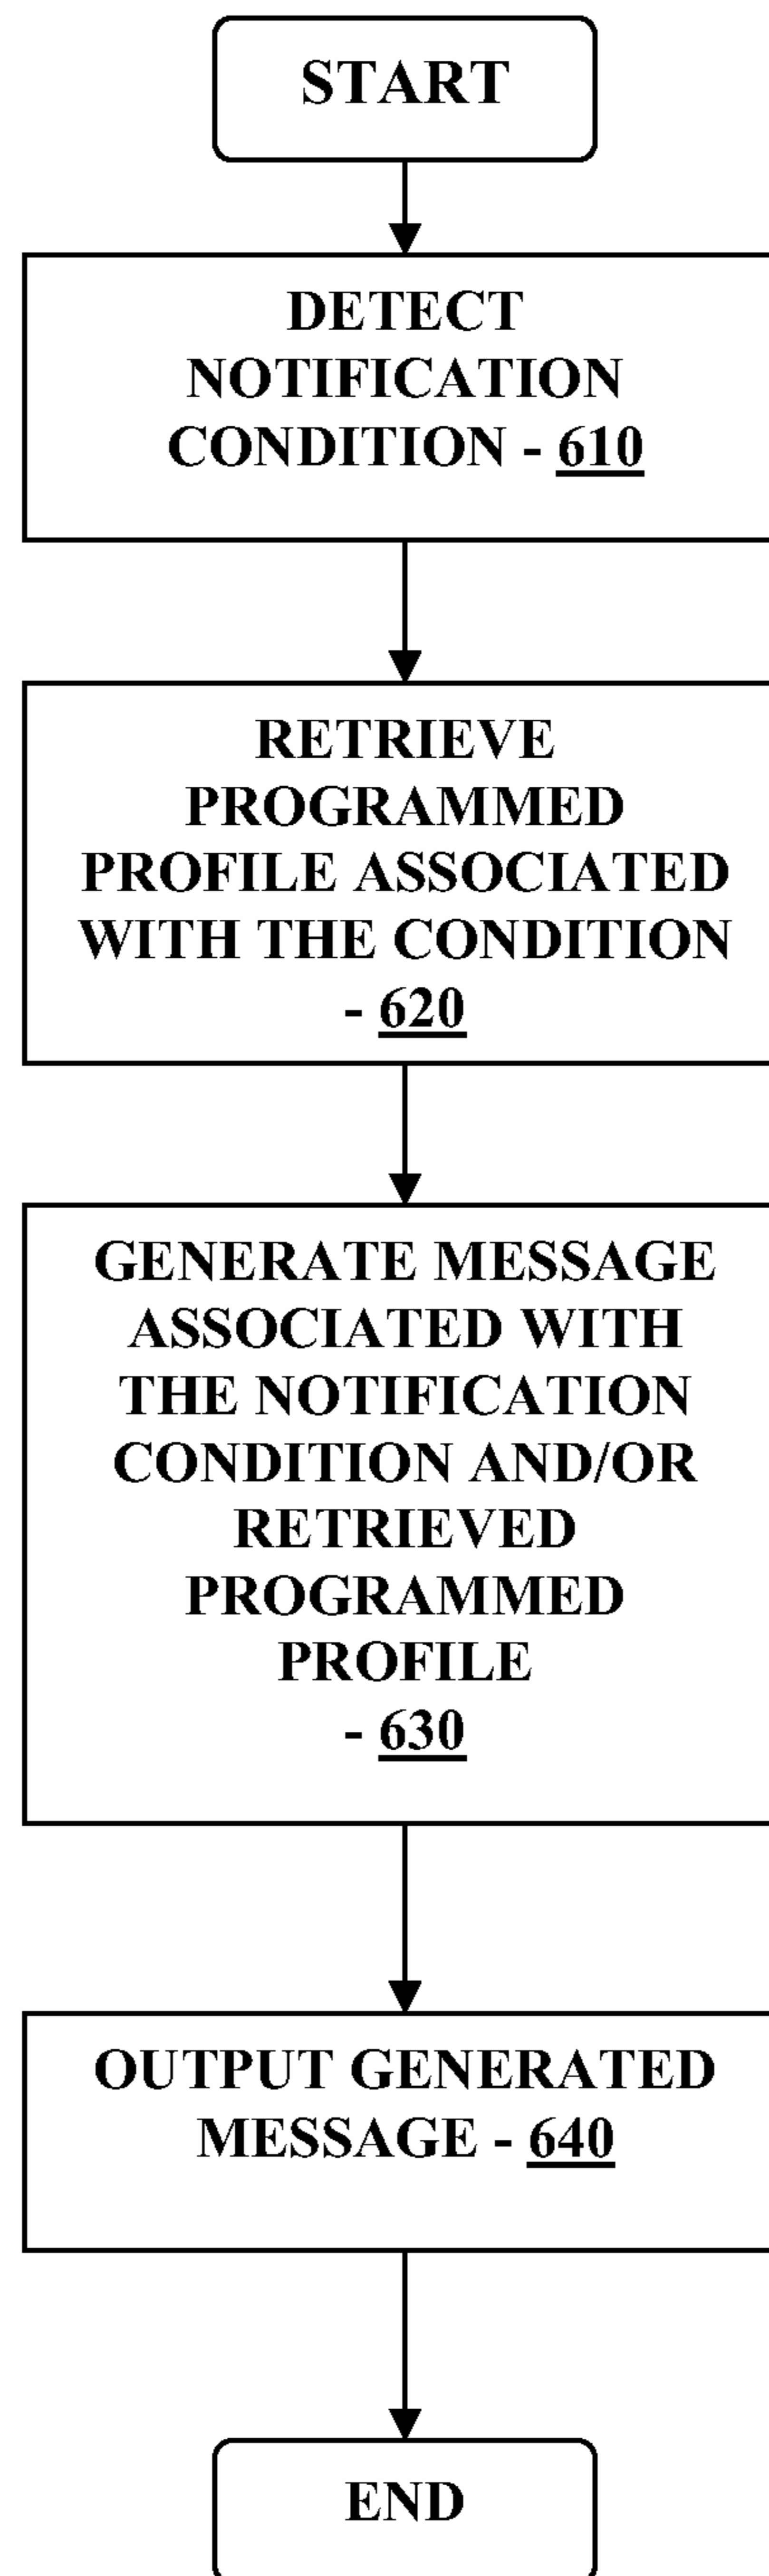 START
DETECT
NOTIFICATION
CONDITION - 610
RETRIEVE
PROGRAMMED
PROFILE ASSOCIATED
WITH THE CONDITION
- 620
GENERATE MESSAGE
ASSOCIATED WITH
THE NOTIFICATION
CONDITION AND/OR
RETRIEVED
PROGRAMMED
PROFILE
- 630
OUTPUT GENERATED
MESSAGE - 640
END